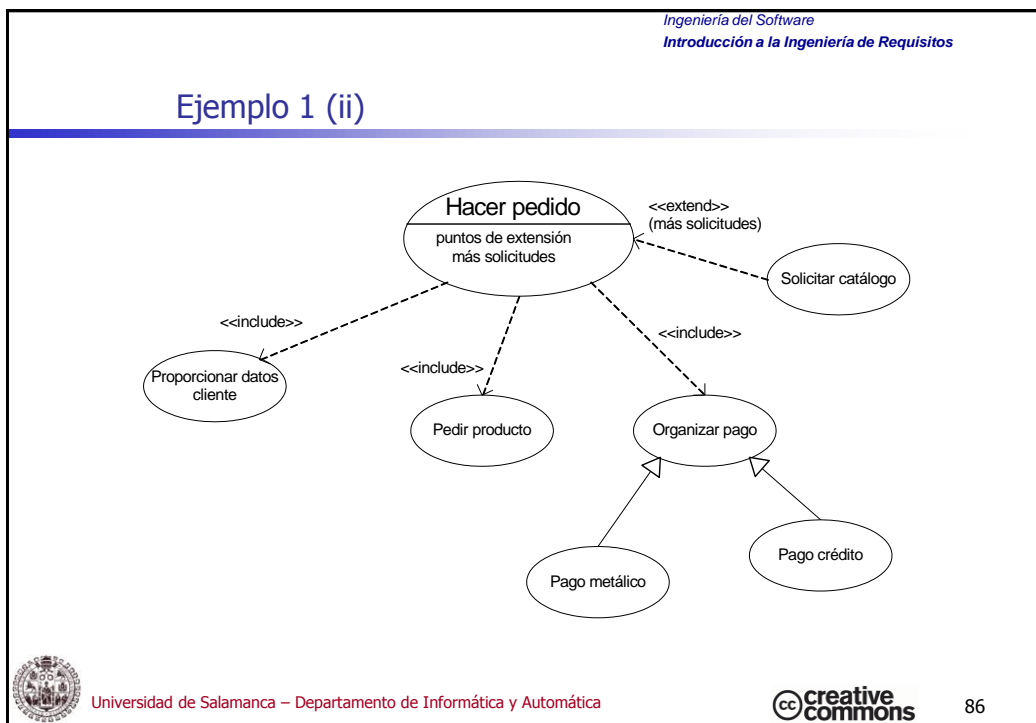 Ingeniería del Software
Introducción a la Ingeniería de Requisitos
Ejemplo 1 (ii)
Hacer pedido
puntos de extensión
más solicitudes
<<extend>>
(más solicitudes)
Solicitar catálogo
<<include>>
<<include>>
<<include>>
Proporcionar datos
cliente
Pedir producto
Organizar pago
Pago metálico
Pago crédito
Universidad de Salamanca – Departamento de Informática y Automática
cc creative
commons
86